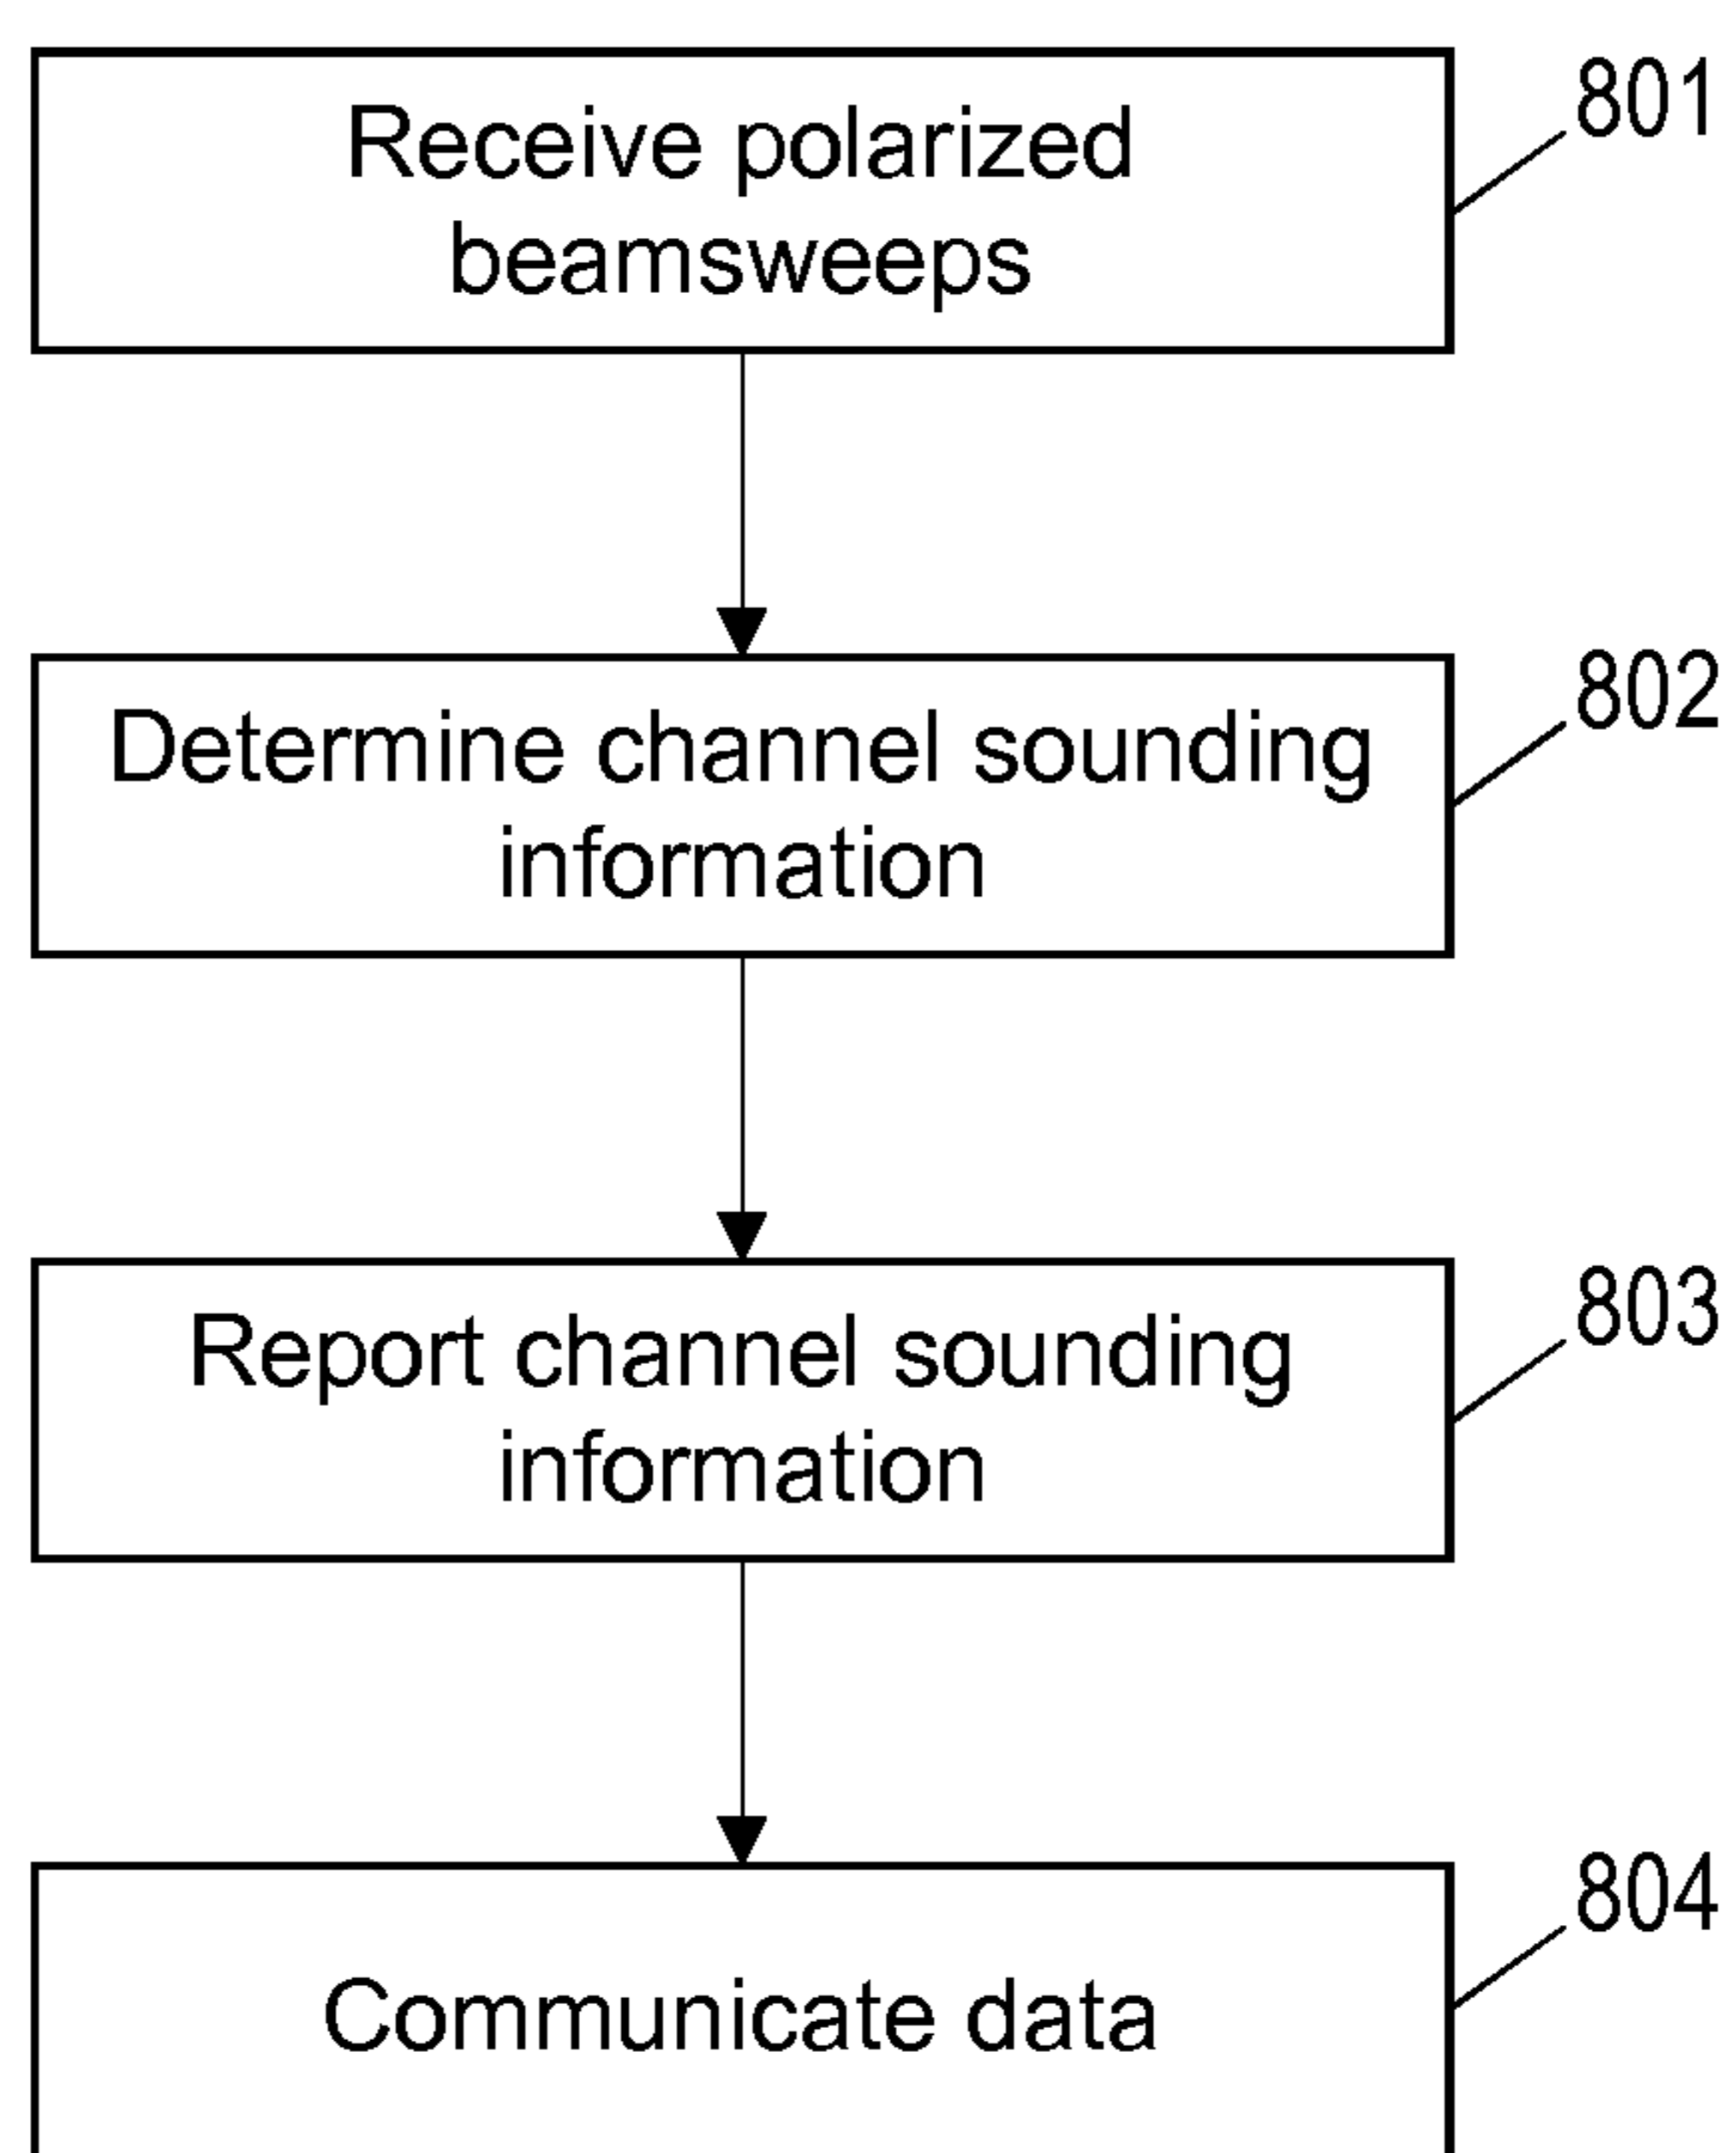 Receive polarized
beamsweeps
801
Determine channel sounding
information
802
Report channel sounding
information
803
Communicate data
804